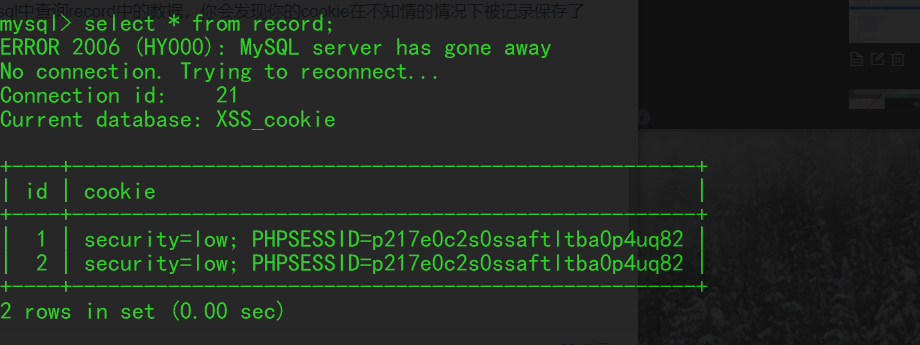 sql中查询record中的数据，你会发现你的cookie在不知情的情况下被记录保存了
mysql> select * from record;
ERROR 2006 (HY000): MySQL server has gone away
No connection. Trying to reconnect...
Connection id:    21
Current database: XSS_cookie
+----+----------------------------------------------------+
| id | cookie                                             |
+----+----------------------------------------------------+
|  1 | security=low; PHPSESSID=p217e0c2s0ssaftltba0p4uq82 |
|  2 | security=low; PHPSESSID=p217e0c2s0ssaftltba0p4uq82 |
+----+----------------------------------------------------+
2 rows in set (0.00 sec)